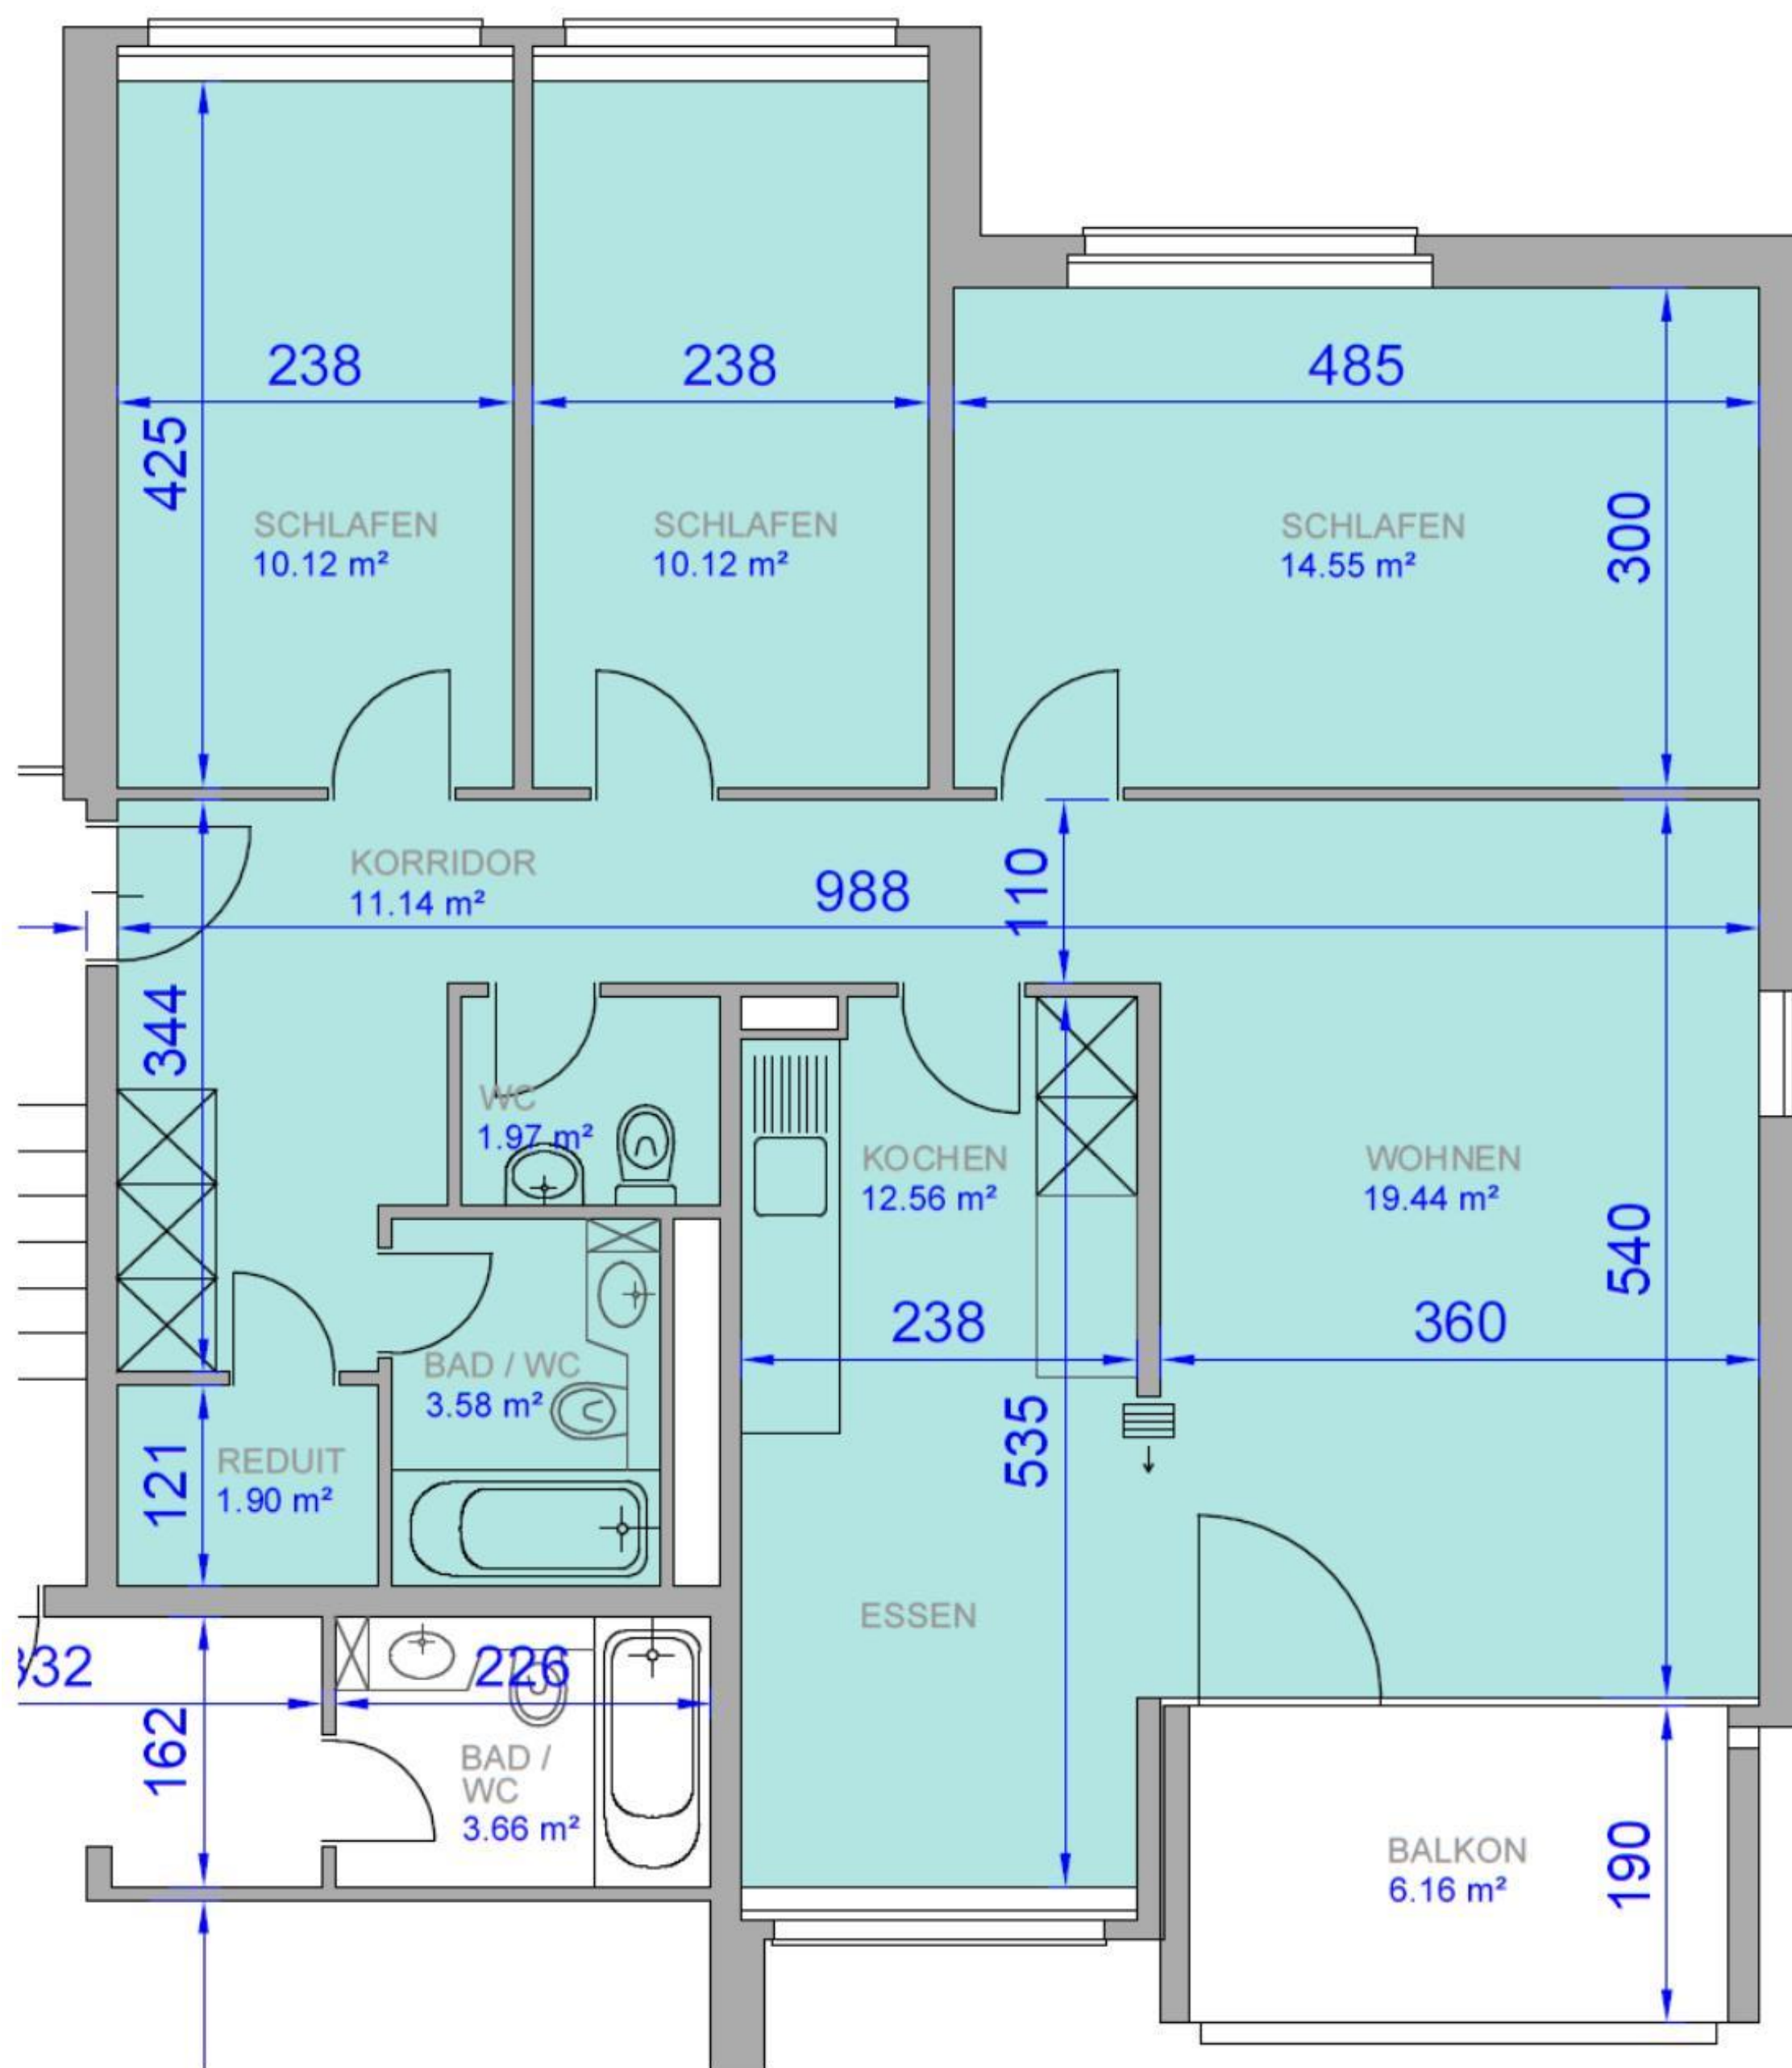 238
238
485
425
300
SCHLAFEN
10.12 m²
SCHLAFEN
10.12 m²
SCHLAFEN
14.55 m²
KORRIDOR
11.14 m²
988
110
344
WC
1.97 m²
KOCHEN
12.56 m²
WOHNEN
19.44 m²
540
238
360
BAD / WC
3.58 m²
535
121
REDUIT
1.90 m²
ESSEN
332
226
162
BAD /
WC
3.66 m²
BALKON
6.16 m²
190